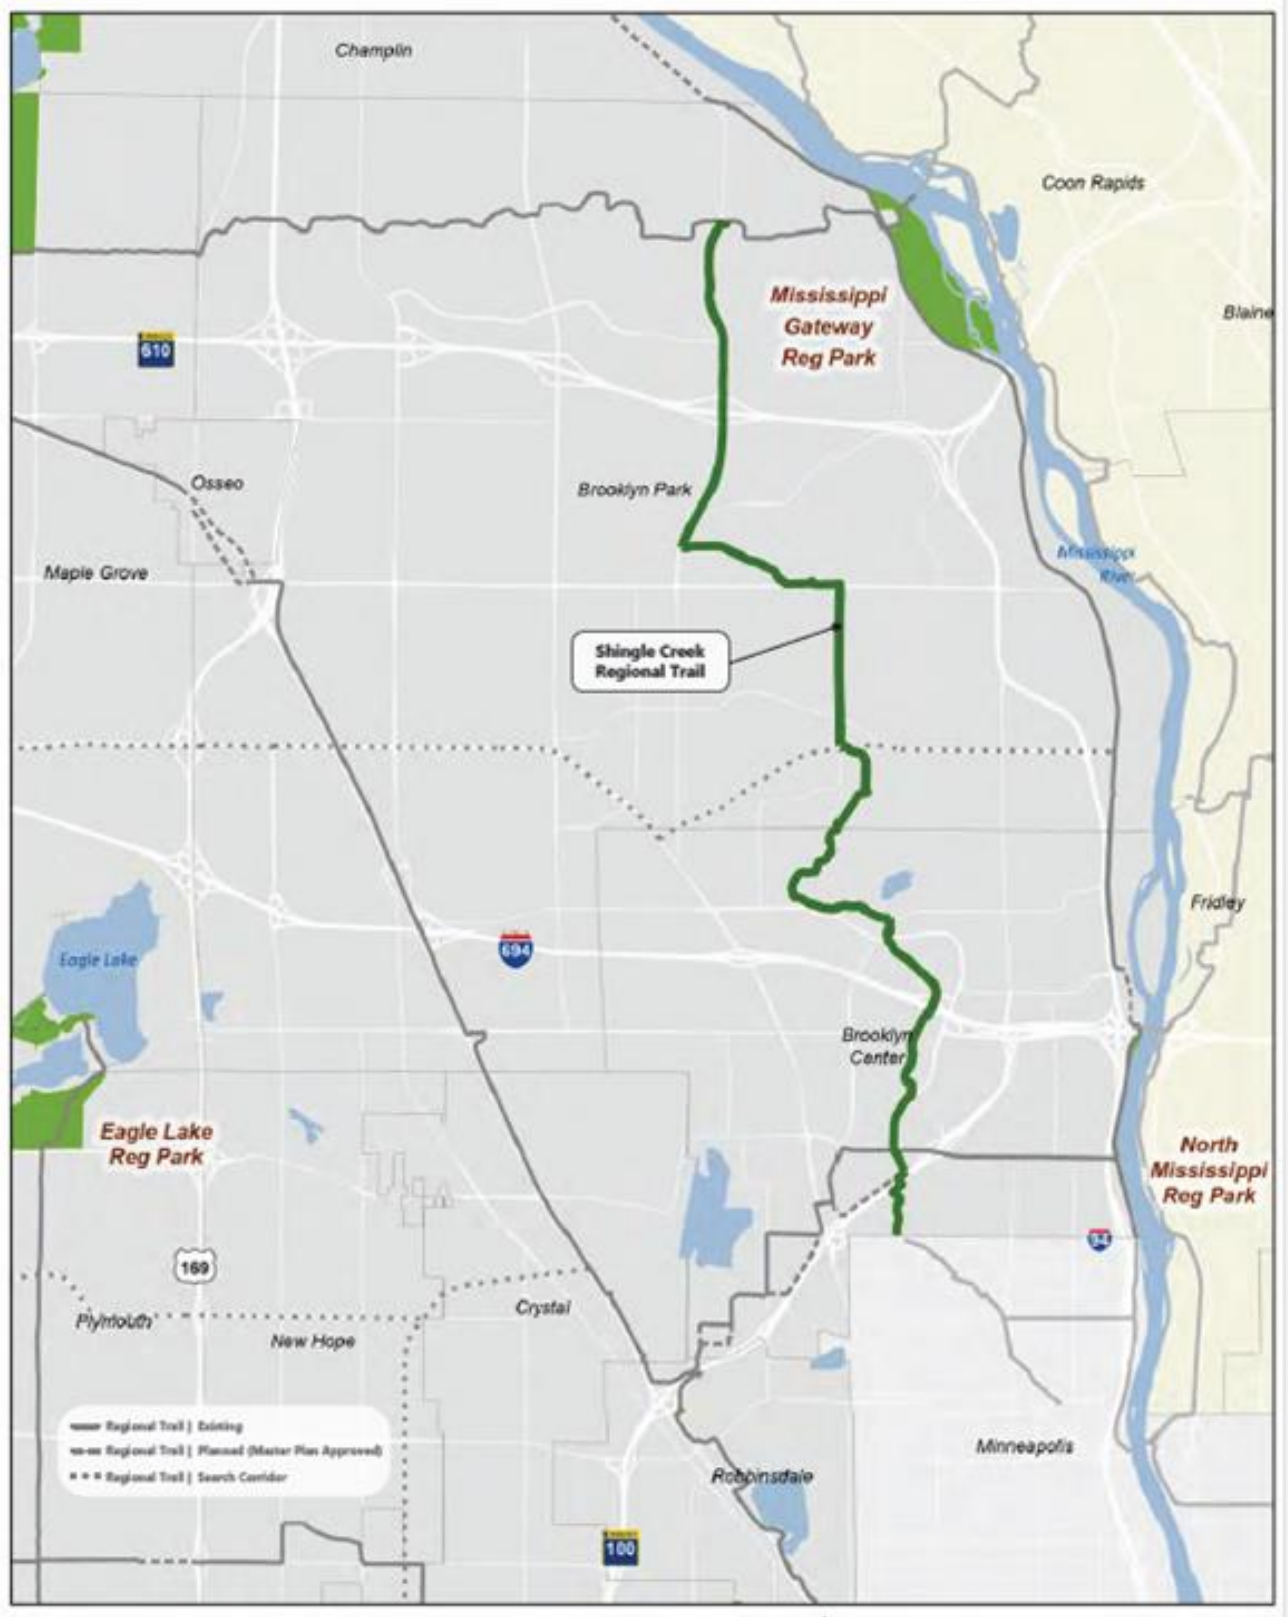 Champlin
Coon Rapids
Mississippi
Gateway
Reg Park
Blaine
610
Osseo
Brooklyn Park
Mississippi
River
Maple Grove
Shingle Creek
Regional Trail
Fridley
694
Eagle Lake
Brooklyn
Center
Eagle Lake
Reg Park
North
Mississippi
Reg Park
94
169
Crystal
Plymouth
New Hope
Regional Trail | Existing
Regional Trail | Planned (Master Plan Approved)
Regional Trail | Search Corridor
Minneapolis
Robbinsdale
100